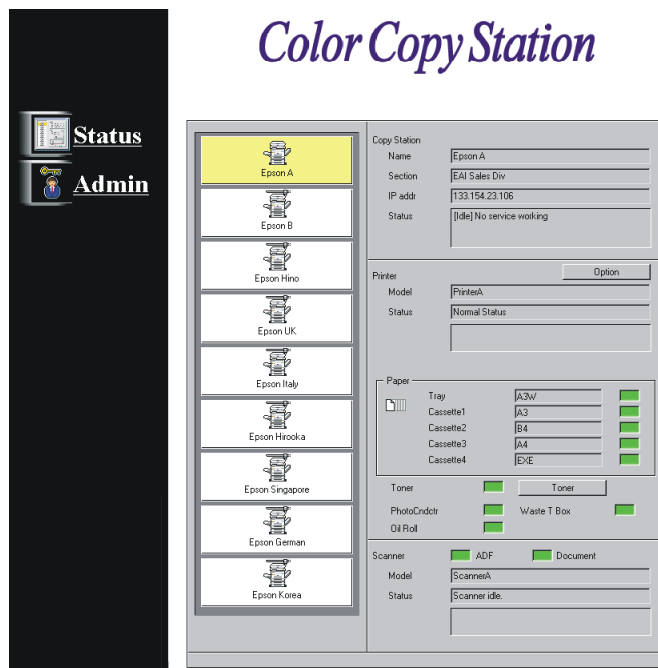 Color Copy Station
Status
Admin
Epson A
Epson B
Epson Hino
Epson UK
Epson Italy
Epson Hirooka
Epson Singapore
Epson German
Epson Korea
Copy Station
Name Epson A
Section EAI Sales Div
IP addr 133.154.23.106
Status [Idle] No service working
Printer Option
Model PrinterA
Status Normal Status
Paper
Tray A3W
Cassette1 A3
Cassette2 B4
Cassette3 A4
Cassette4 EXE
Toner Toner
PhotoCndctr Waste T Box
Oil Roll
Scanner ADF Document
Model ScannerA
Status Scanner idle.